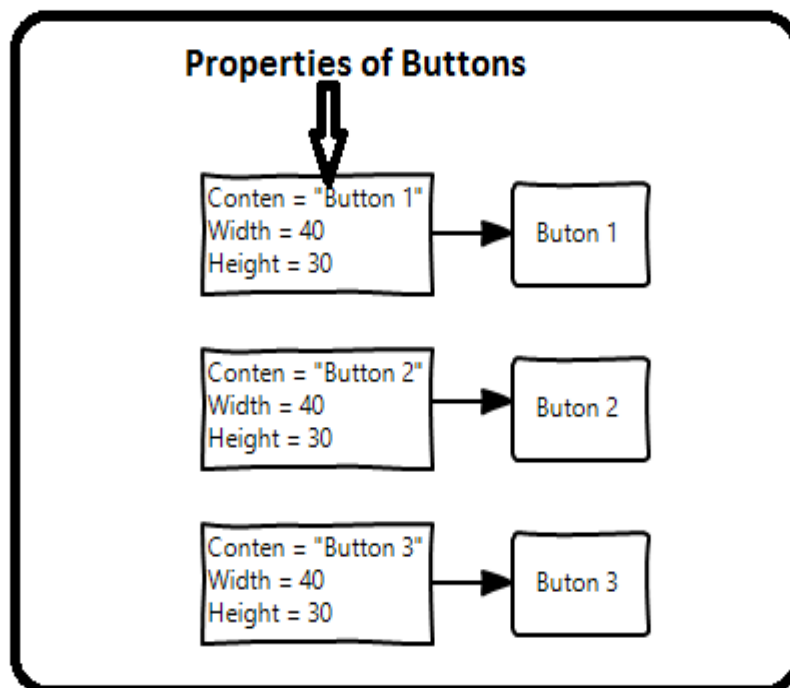 Properties of Buttons
Conten = "Button 1"
Width = 40
Height = 30
Buton 1
Conten = "Button 2"
Width = 40
Height = 30
Buton 2
Conten = "Button 3"
Width = 40
Height = 30
Buton 3